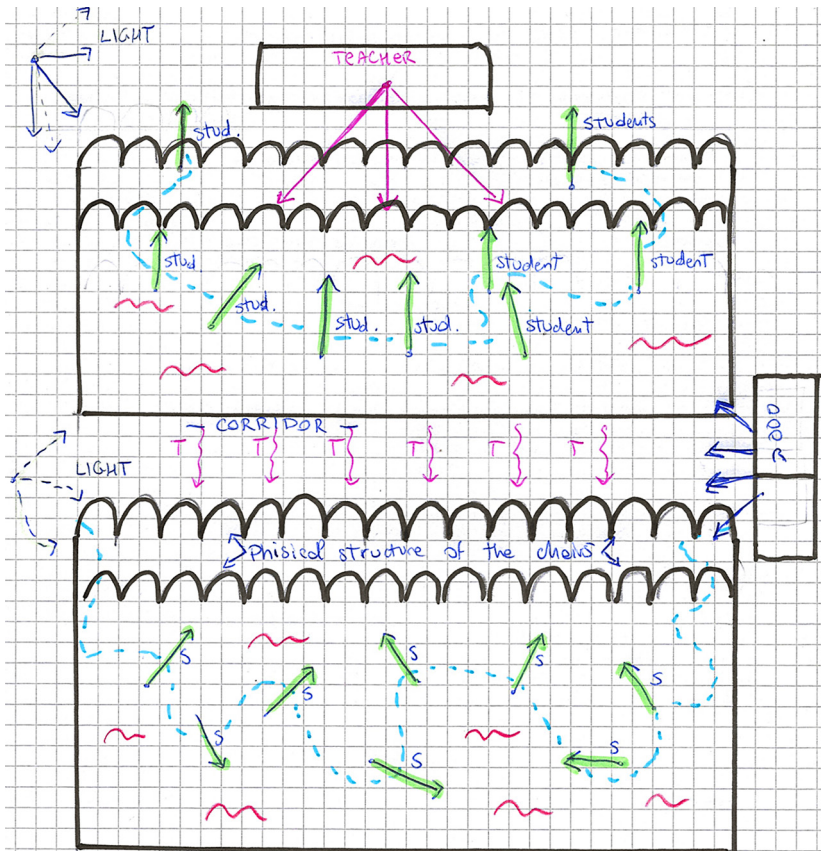 LIGHT
TEACHER
stud.
students
stud.
student
student
stud.
stud.
stud.
student
CORRIDOR
T T T T T T
DOOR
LIGHT
Phisical structure of the chairs
S
S
S
S
S
S
S
S